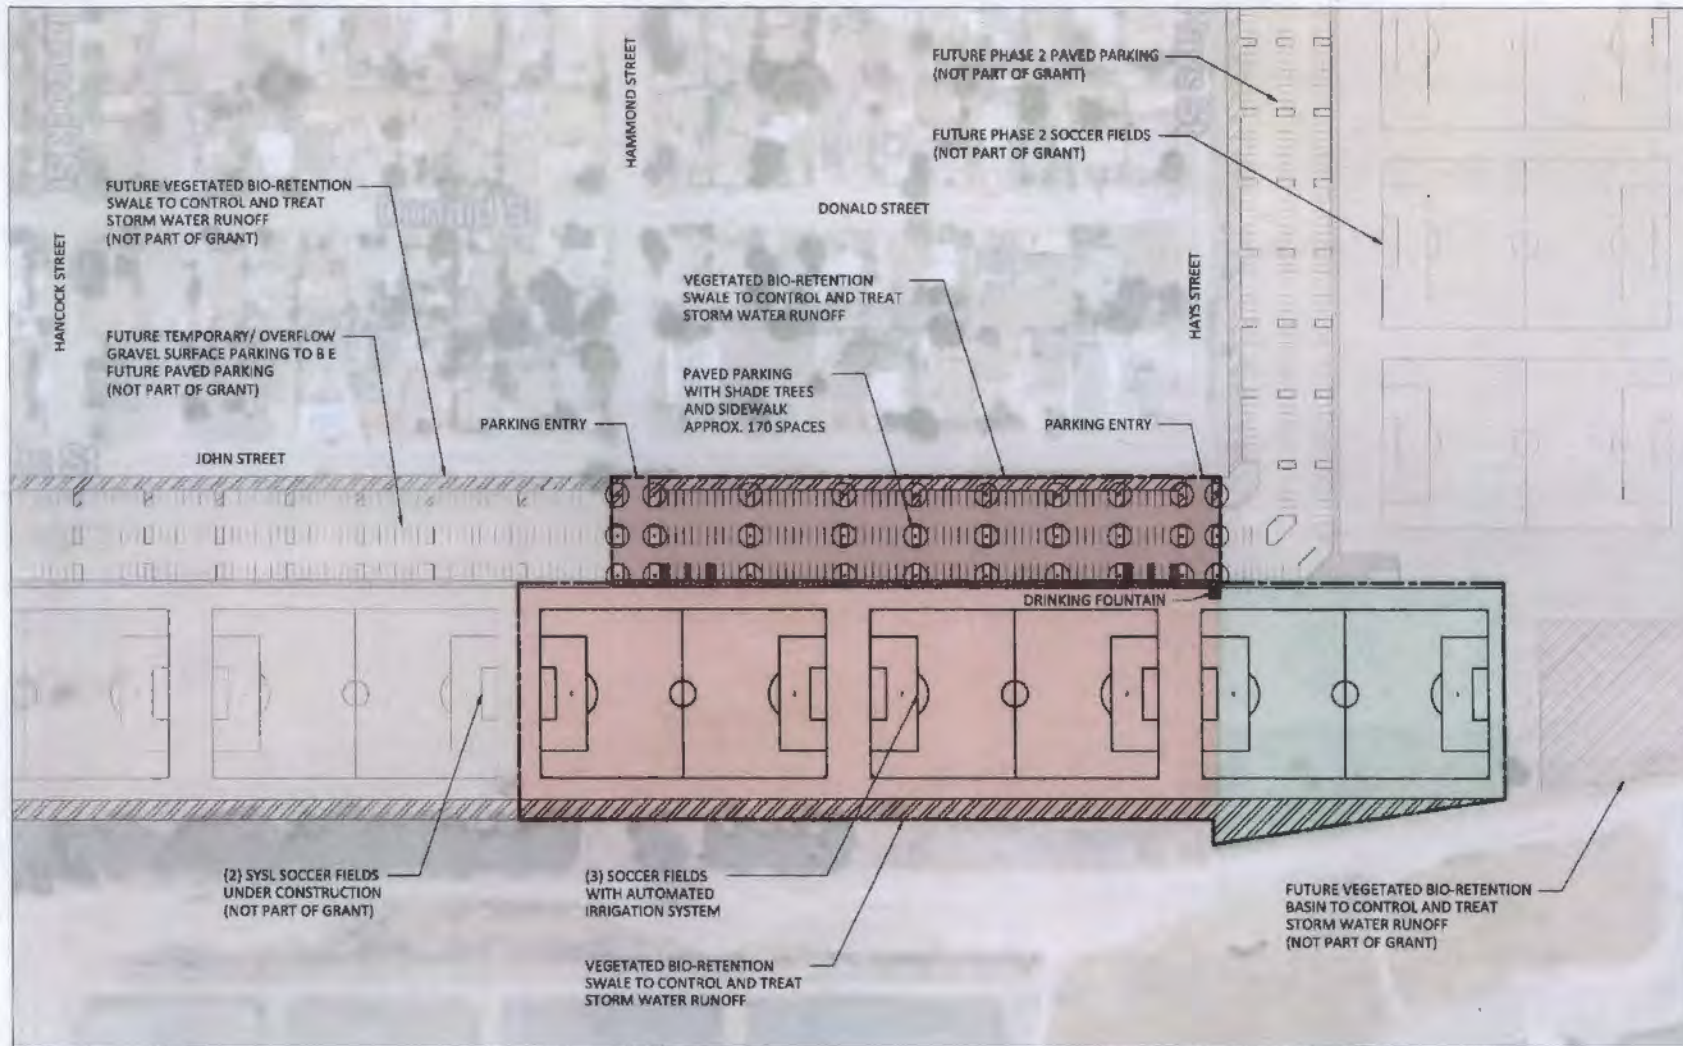 HAMMOND STREET
FUTURE PHASE 2 PAVED PARKING
(NOT PART OF GRANT)
FUTURE PHASE 2 SOCCER FIELDS
(NOT PART OF GRANT)
FUTURE VEGETATED BIO-RETENTION
SWALE TO CONTROL AND TREAT
STORM WATER RUNOFF
(NOT PART OF GRANT)
Donald St
DONALD STREET
HANCOCK STREET
VEGETATED BIO-RETENTION
SWALE TO CONTROL AND TREAT
STORM WATER RUNOFF
HAYS STREET
FUTURE TEMPORARY/ OVERFLOW
GRAVEL SURFACE PARKING TO B E
FUTURE PAVED PARKING
(NOT PART OF GRANT)
PAVED PARKING
WITH SHADE TREES
AND SIDEWALK
APPROX. 170 SPACES
PARKING ENTRY
PARKING ENTRY
JOHN STREET
DRINKING FOUNTAIN
(2) SYSL SOCCER FIELDS
UNDER CONSTRUCTION
(NOT PART OF GRANT)
(3) SOCCER FIELDS
WITH AUTOMATED
IRRIGATION SYSTEM
FUTURE VEGETATED BIO-RETENTION
BASIN TO CONTROL AND TREAT
STORM WATER RUNOFF
(NOT PART OF GRANT)
VEGETATED BIO-RETENTION
SWALE TO CONTROL AND TREAT
STORM WATER RUNOFF